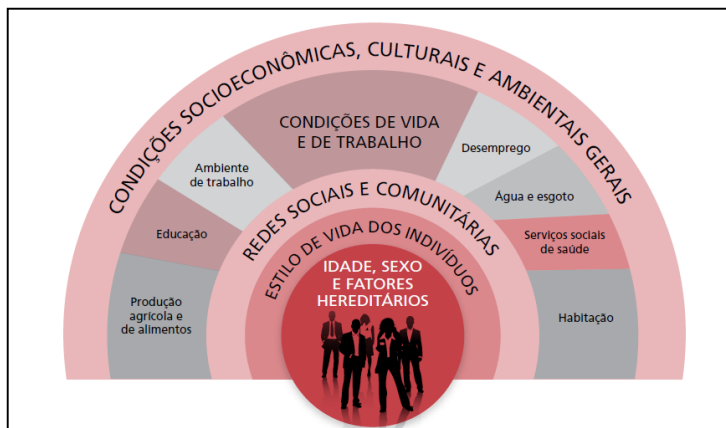 CONDIÇÕES SOCIOECONÔMICAS, CULTURAIS E AMBIENTAIS GERAIS
CONDIÇÕES DE VIDA
E DE TRABALHO
Produção
agrícola e
de alimentos
Educação
Ambiente
de trabalho
Desemprego
Água e esgoto
Serviços sociais
de saúde
Habitação
REDES SOCIAIS E COMUNITÁRIAS
ESTILO DE VIDA DOS INDIVÍDUOS
IDADE, SEXO
E FATORES
HEREDITÁRIOS